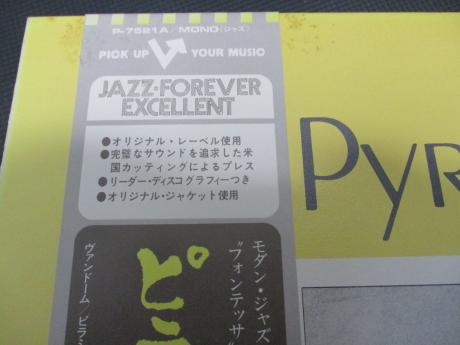 P-7521A/MONO(ジャズ)
PICK UP YOUR MUSIC
JAZZ·FOREVER
EXCELLENT
●オリジナル・レーベル使用
●完璧なサウンドを追求した米
国カッティングによるプレス
●リーダー・ディスコグラフィーつき
●オリジナル・ジャケット使用
PYR
モダン・ジャズ
"フォンテッサ"
ピラ
ヴァンドーム/ピラシ